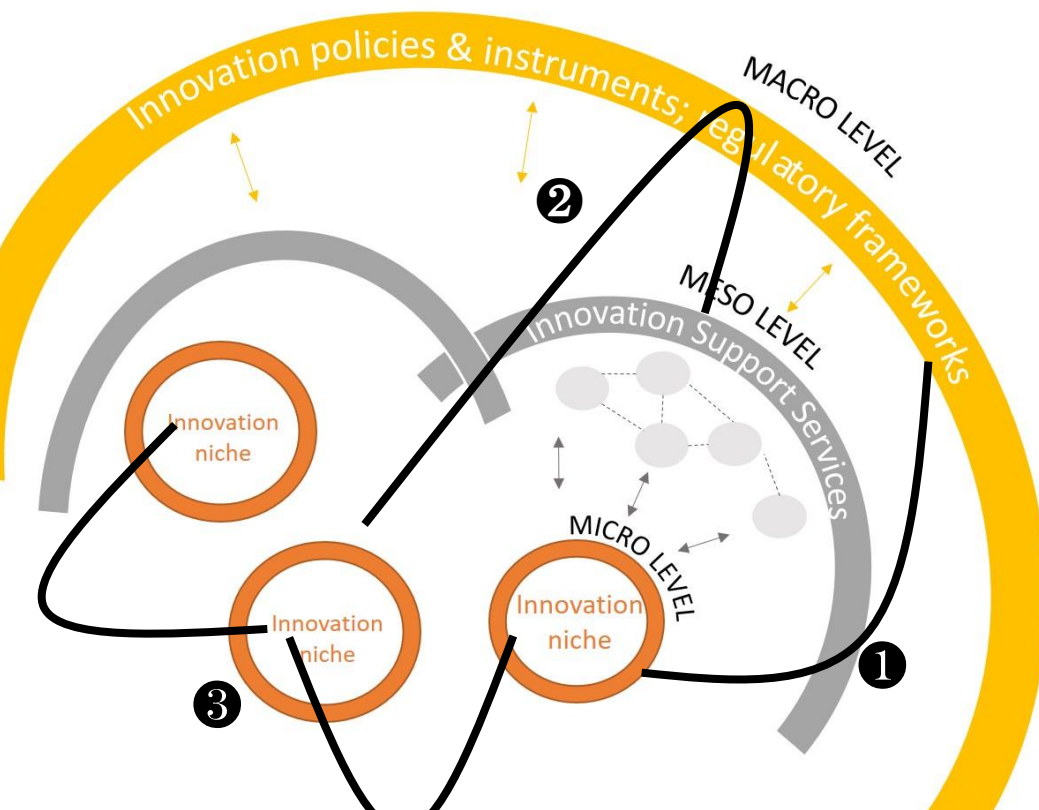 Innovation policies & instruments; regulatory frameworks
MACRO LEVEL
❷
MESO LEVEL
Innovation Support Services
Innovation
niche
MICRO LEVEL
Innovation
niche
Innovation
niche
❶
❸